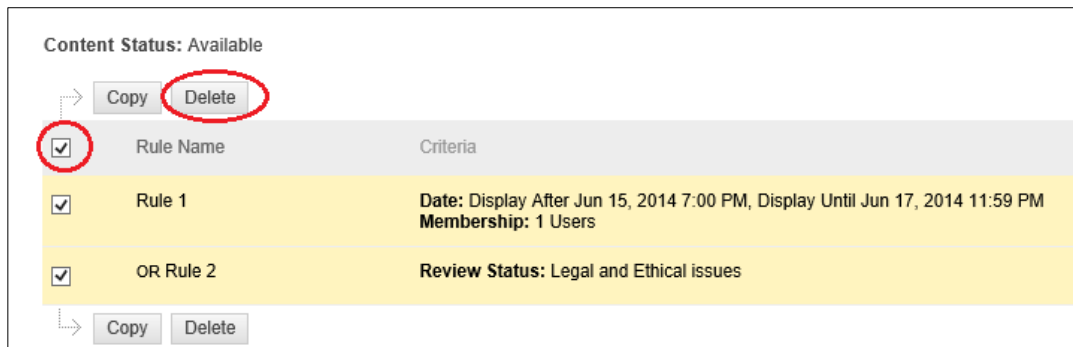 Content Status: Available
Copy Delete
Rule Name Criteria
Rule 1 Date: Display After Jun 15, 2014 7:00 PM, Display Until Jun 17, 2014 11:59 PM
Membership: 1 Users
OR Rule 2 Review Status: Legal and Ethical issues
Copy Delete